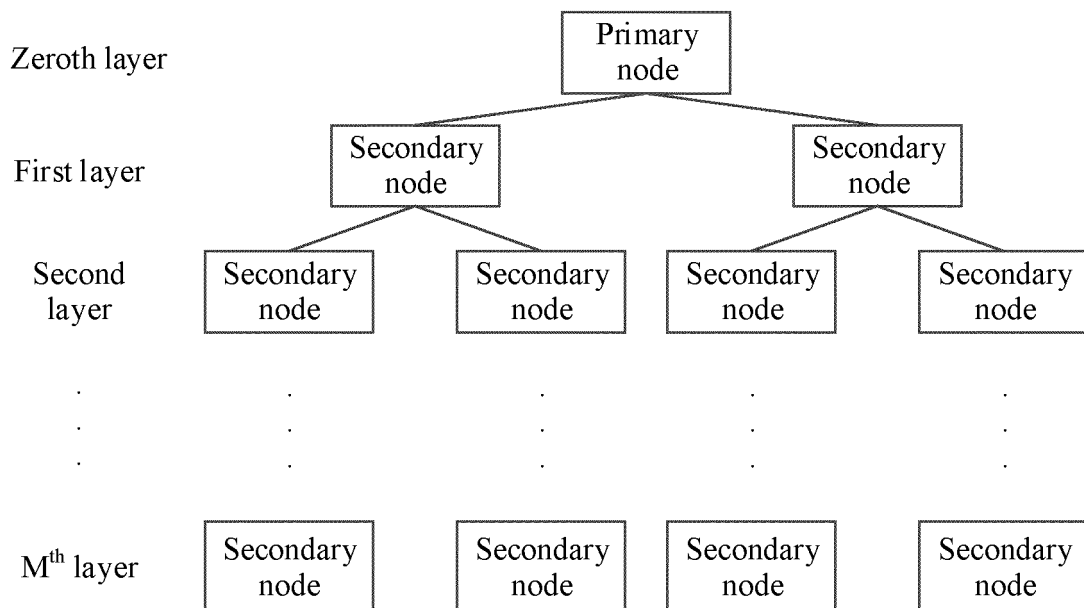 Zeroth layer
Primary
node
First layer
Secondary
node
Secondary
node
Second
layer
Secondary
node
Secondary
node
Secondary
node
Secondary
node
Mth layer
Secondary
node
Secondary
node
Secondary
node
Secondary
node